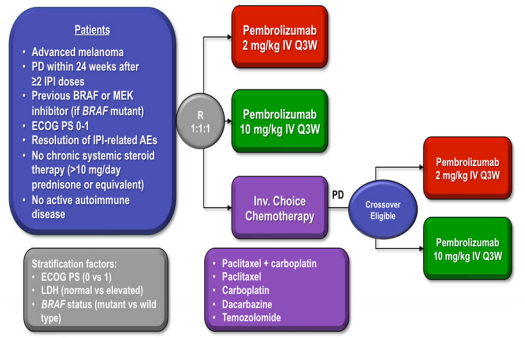 Patients
• Advanced melanoma
• PD within 24 weeks after
≥2 IPI doses
• Previous BRAF or MEK
inhibitor (if BRAF mutant)
• ECOG PS 0-1
• Resolution of IPI-related AEs
• No chronic systemic steroid
therapy (>10 mg/day
prednisone or equivalent)
• No active autoimmune
disease
R
1:1:1
Pembrolizumab
2 mg/kg IV Q3W
Pembrolizumab
10 mg/kg IV Q3W
Inv. Choice
Chemotherapy
PD
Crossover
Eligible
Pembrolizumab
2 mg/kg IV Q3W
Pembrolizumab
10 mg/kg IV Q3W
Stratification factors:
• ECOG PS (0 vs 1)
• LDH (normal vs elevated)
• BRAF status (mutant vs wild
type)
• Paclitaxel + carboplatin
• Paclitaxel
• Carboplatin
• Dacarbazine
• Temozolomide